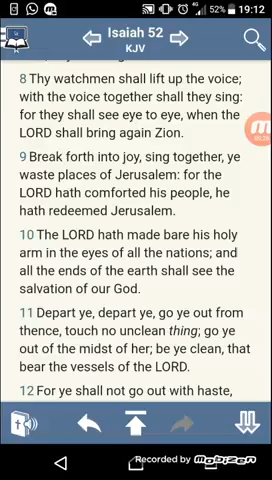 52% 19:12
Isaiah 52
KJV
8 Thy watchmen shall lift up the voice;
with the voice together shall they sing:
for they shall see eye to eye, when the
LORD shall bring again Zion.
9 Break forth into joy, sing together, ye
waste places of Jerusalem: for the
LORD hath comforted his people, he
hath redeemed Jerusalem.
10 The LORD hath made bare his holy
arm in the eyes of all the nations; and
all the ends of the earth shall see the
salvation of our God.
11 Depart ye, depart ye, go ye out from
thence, touch no unclean thing; go ye
out of the midst of her; be ye clean, that
bear the vessels of the LORD.
12 For ye shall not go out with haste,
Recorded by mobizen